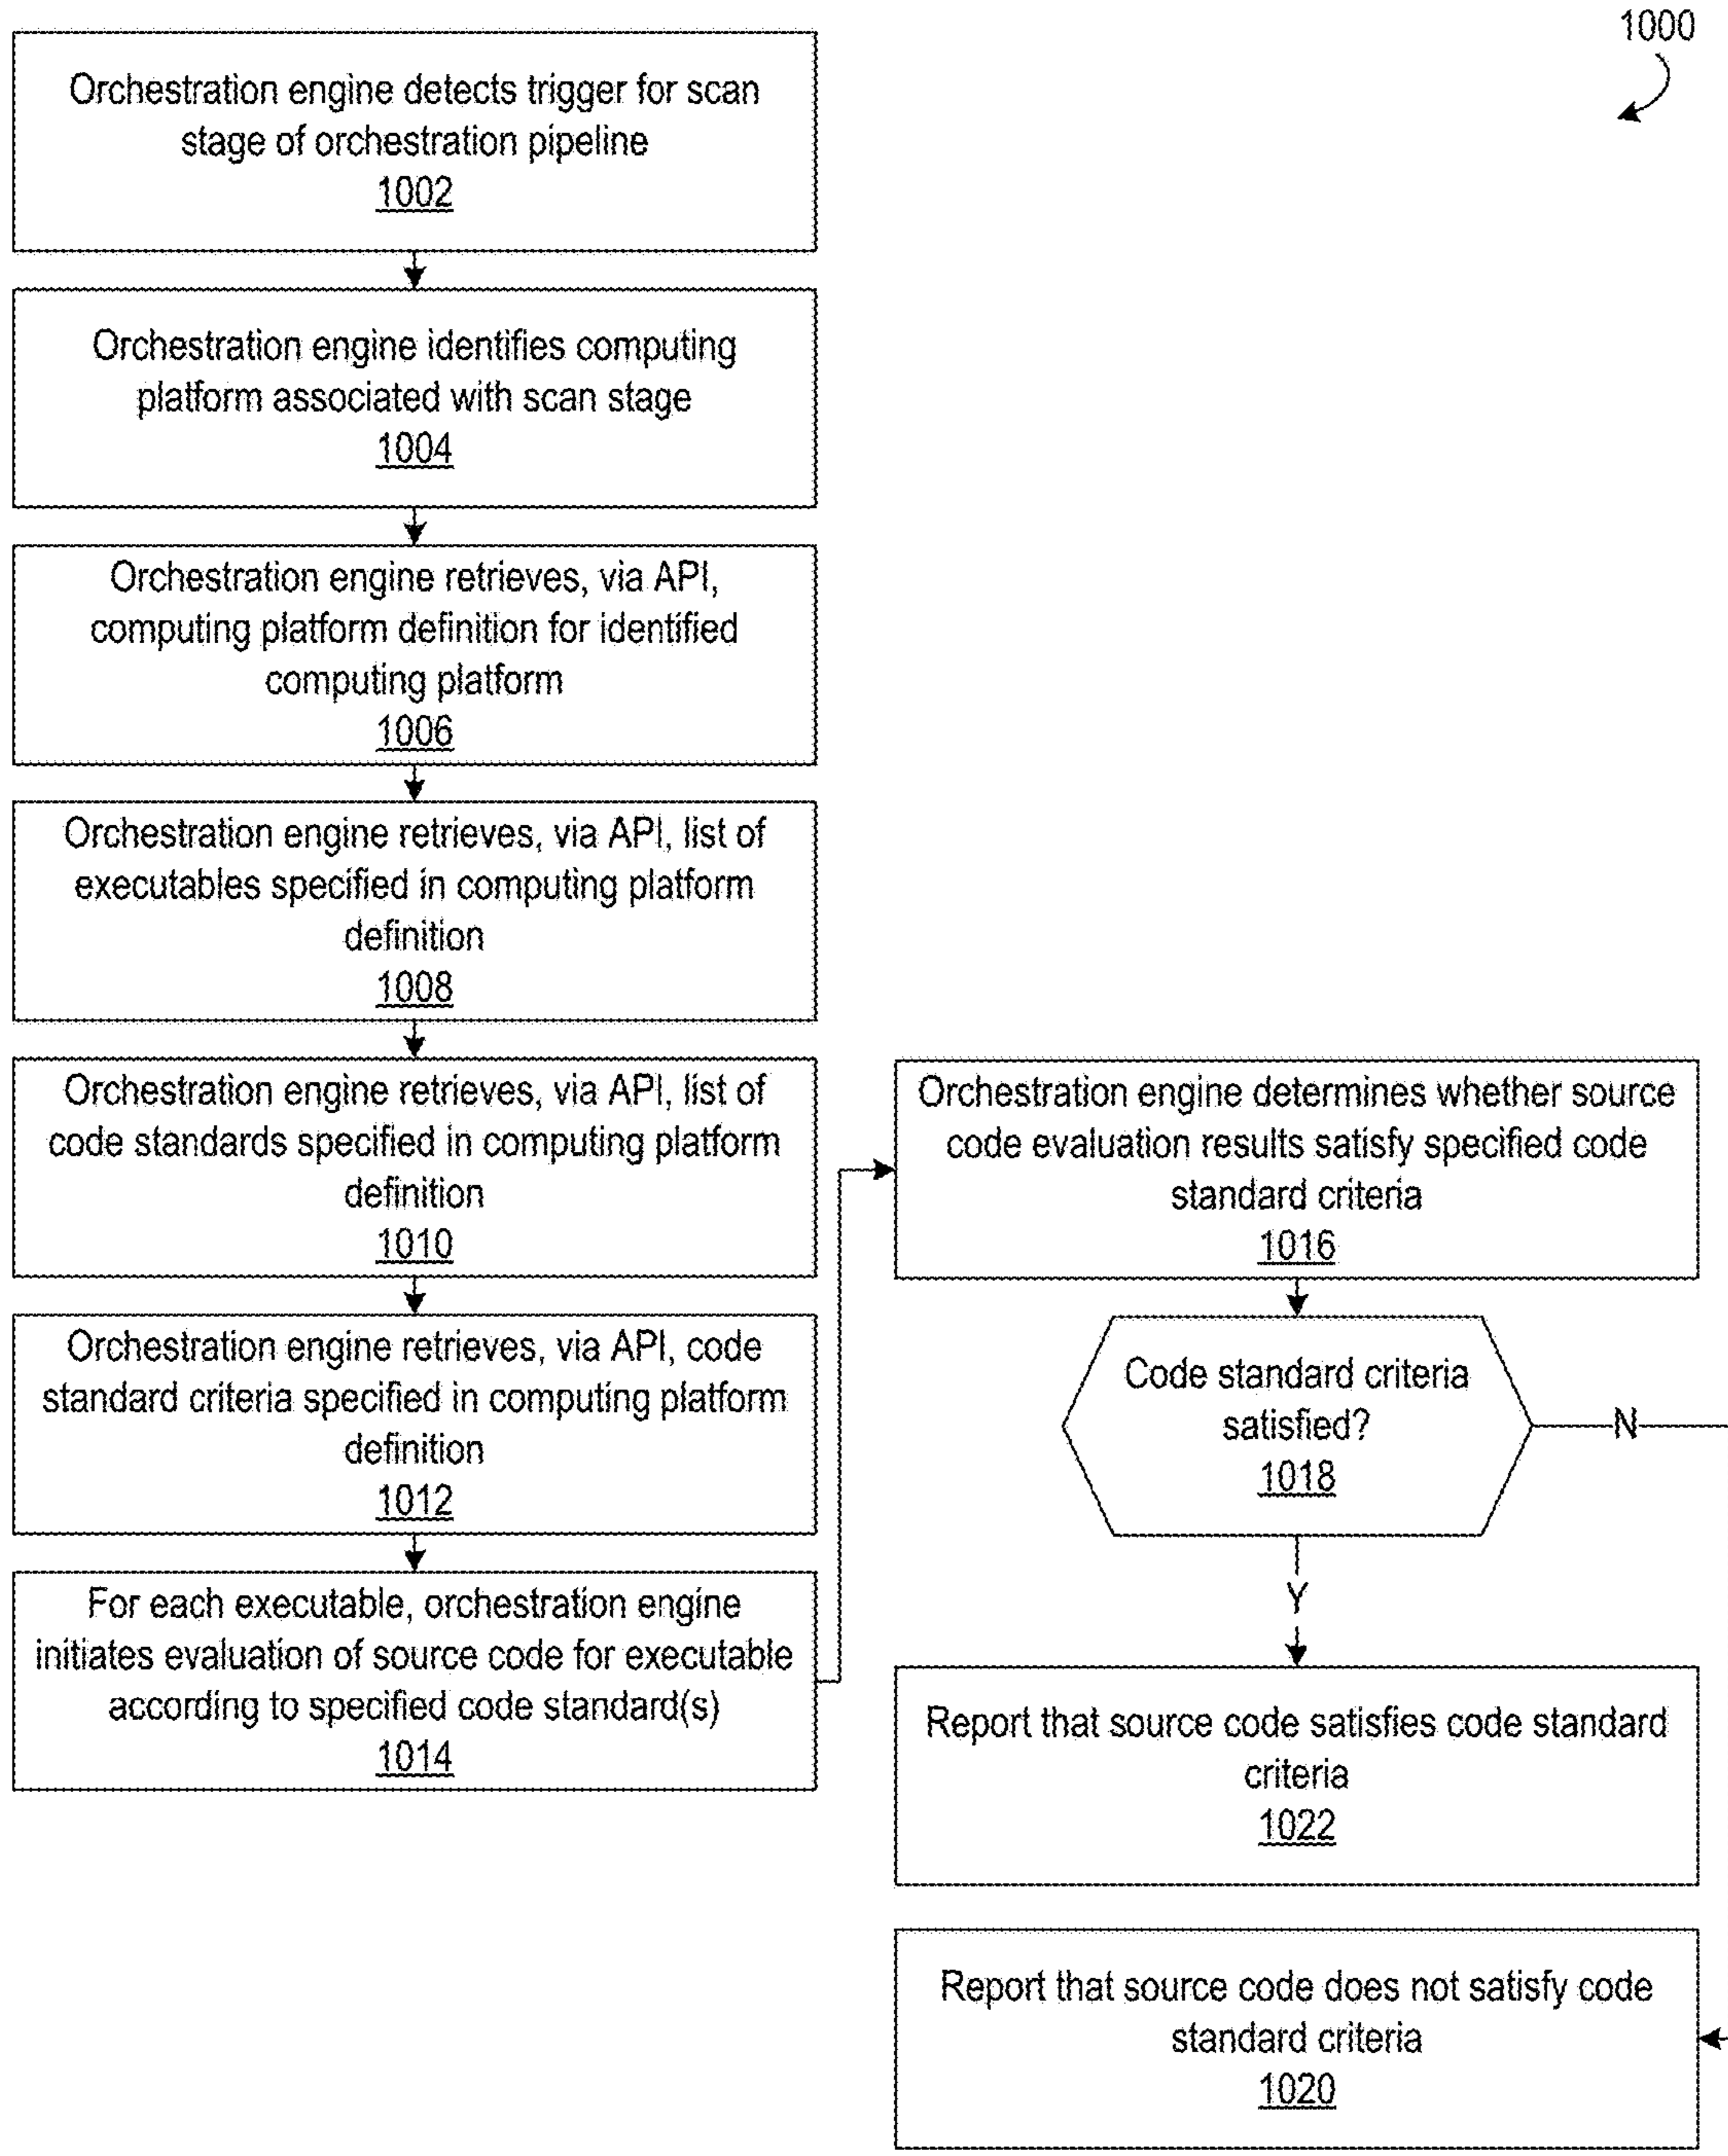 1000
Orchestration engine detects trigger for scan
stage of orchestration pipeline
1002
Orchestration engine identifies computing
platform associated with scan stage
1004
Orchestration engine retrieves, via API,
computing platform definition for identified
computing platform
1006
Orchestration engine retrieves, via API, list of
executables specified in computing platform
definition
1008
Orchestration engine retrieves, via API, list of
code standards specified in computing platform
definition
1010
Orchestration engine retrieves, via API, code
standard criteria specified in computing platform
definition
1012
For each executable, orchestration engine
initiates evaluation of source code for executable
according to specified code standard(s)
1014
Orchestration engine determines whether source
code evaluation results satisfy specified code
standard criteria
1016
Code standard criteria
satisfied?
1018
N
Y
Report that source code satisfies code standard
criteria
1022
Report that source code does not satisfy code
standard criteria
1020